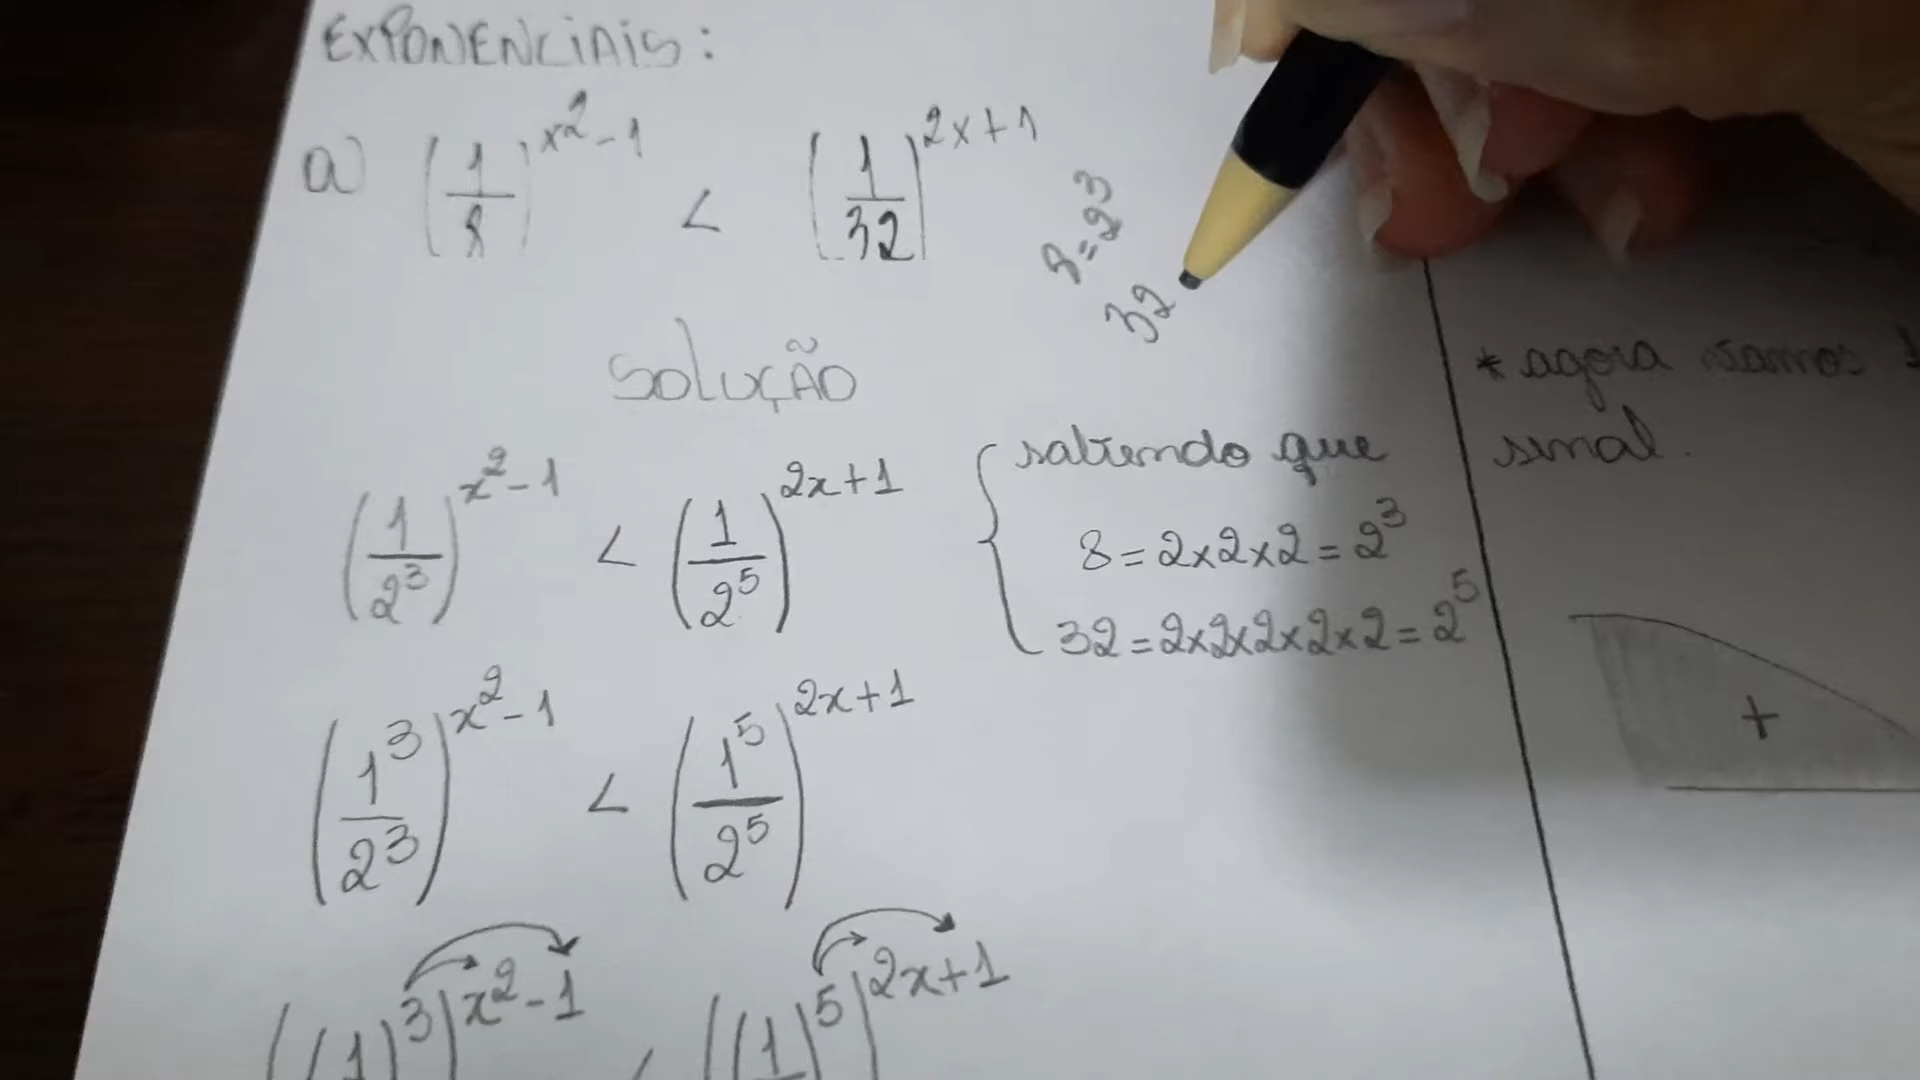 EXPONENCIAIS:
a) (1/8)^x²-1 < (1/32)^2x+1
8=2³
32
SOLUÇÃO
(1/2³)^x²-1 < (1/2⁵)^2x+1
{ sabendo que
8=2x2x2=2³
32=2x2x2x2x2=2⁵
(1³/2³)^x²-1 < (1⁵/2⁵)^2x+1
((1)³)^x²-1 < ((1)⁵)^2x+1
* agora vamos
sinal.
+